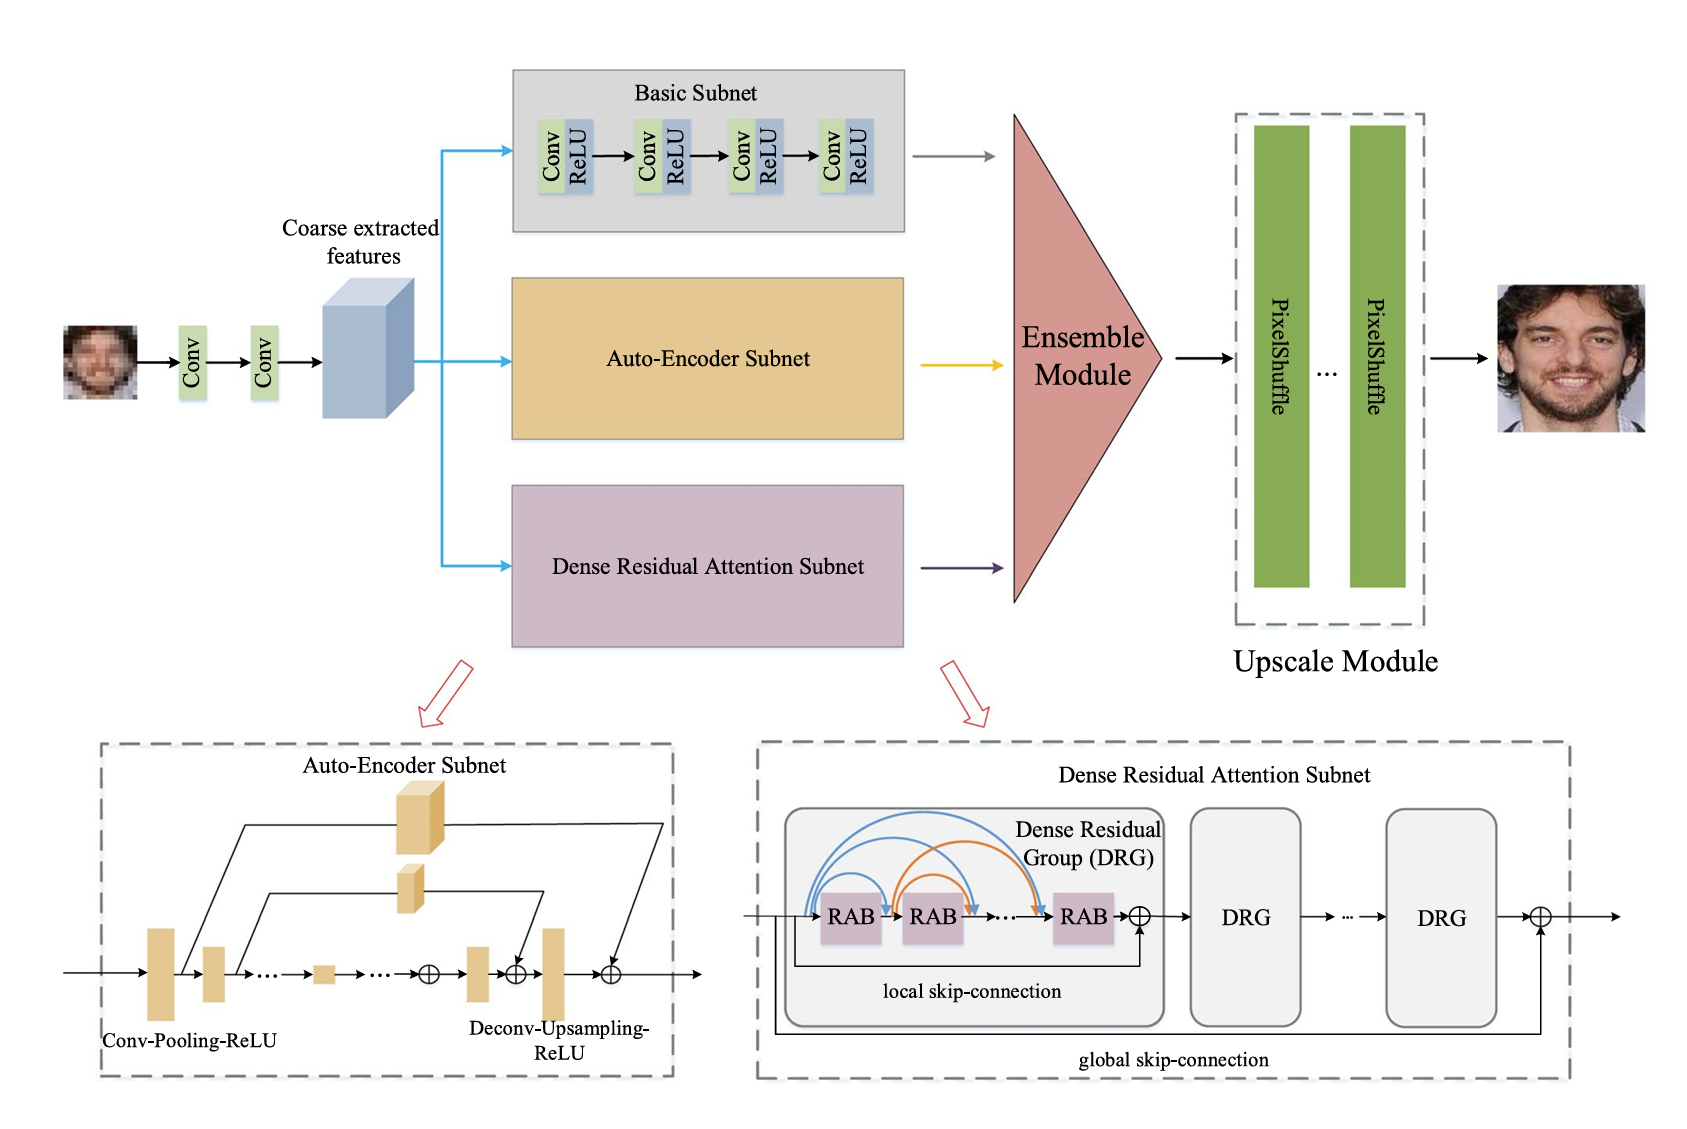 Basic Subnet
Conv
ReLU
Conv
ReLU
Conv
ReLU
Conv
ReLU
Coarse extracted
features
Conv
Conv
Auto-Encoder Subnet
Dense Residual Attention Subnet
Ensemble
Module
PixelShuffle
...
PixelShuffle
Upscale Module
Auto-Encoder Subnet
...
...
Conv-Pooling-ReLU
Deconv-Upsampling-
ReLU
Dense Residual Attention Subnet
Dense Residual
Group (DRG)
RAB
RAB
...
RAB
DRG
...
DRG
local skip-connection
global skip-connection